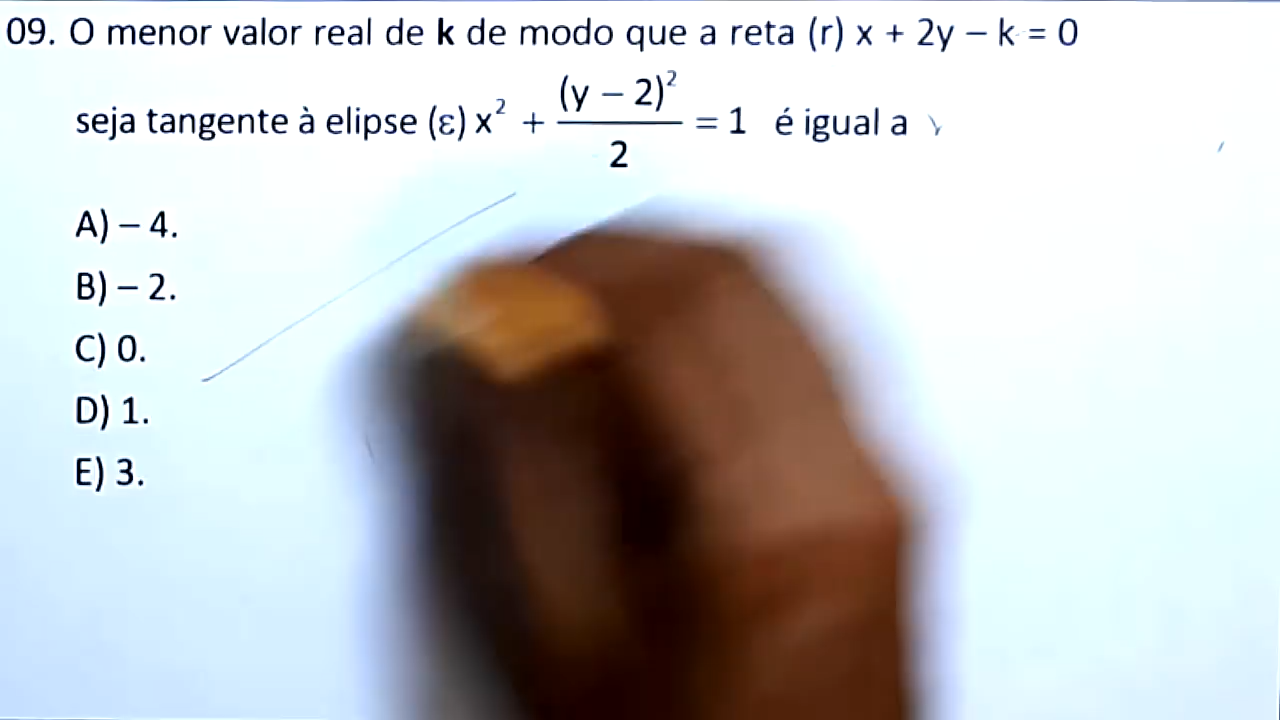 09. O menor valor real de k de modo que a reta (r) x + 2y – k = 0
seja tangente à elipse (ε) x² + (y – 2)²/2 = 1 é igual a
A) – 4.
B) – 2.
C) 0.
D) 1.
E) 3.